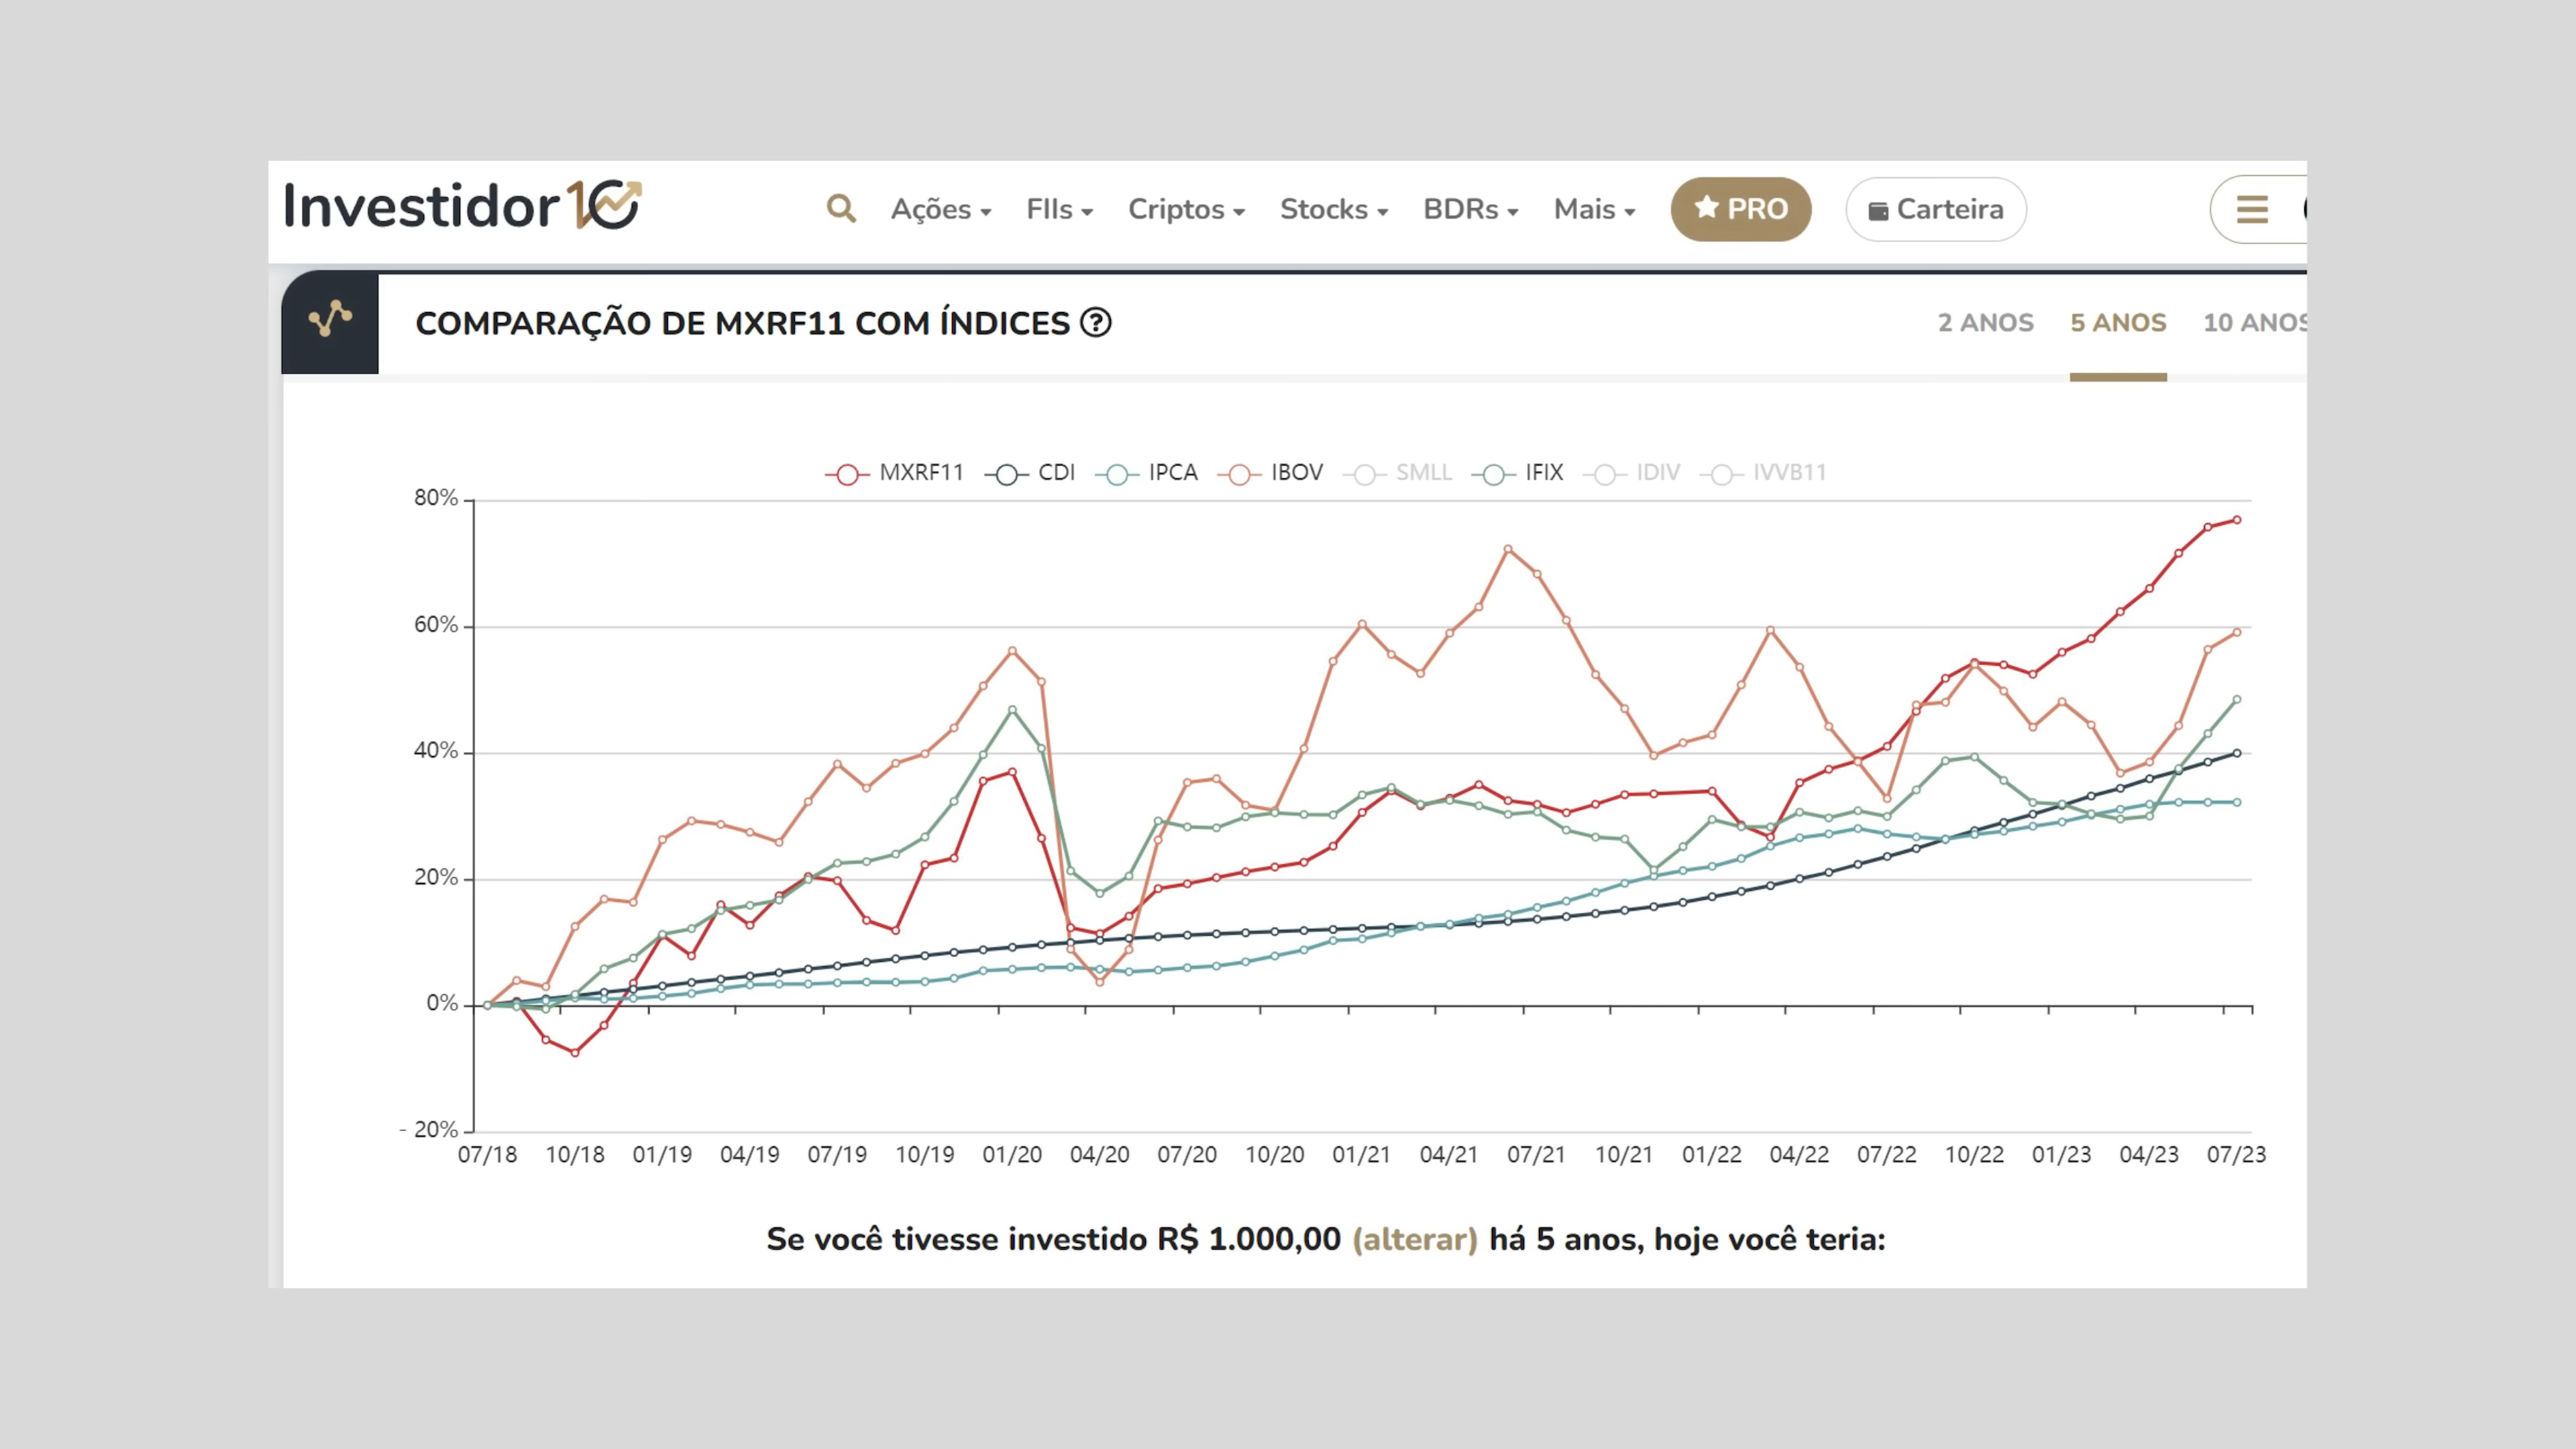 Investidor10
Ações FIIs Criptos Stocks BDRs Mais PRO Carteira
COMPARAÇÃO DE MXRF11 COM ÍNDICES ?
2 ANOS 5 ANOS 10 ANOS
MXRF11 CDI IPCA IBOV SMLL IFIX IDIV IVVB11
80%
60%
40%
20%
0%
- 20%
07/18 10/18 01/19 04/19 07/19 10/19 01/20 04/20 07/20 10/20 01/21 04/21 07/21 10/21 01/22 04/22 07/22 10/22 01/23 04/23 07/23
Se você tivesse investido R$ 1.000,00 (alterar) há 5 anos, hoje você teria: